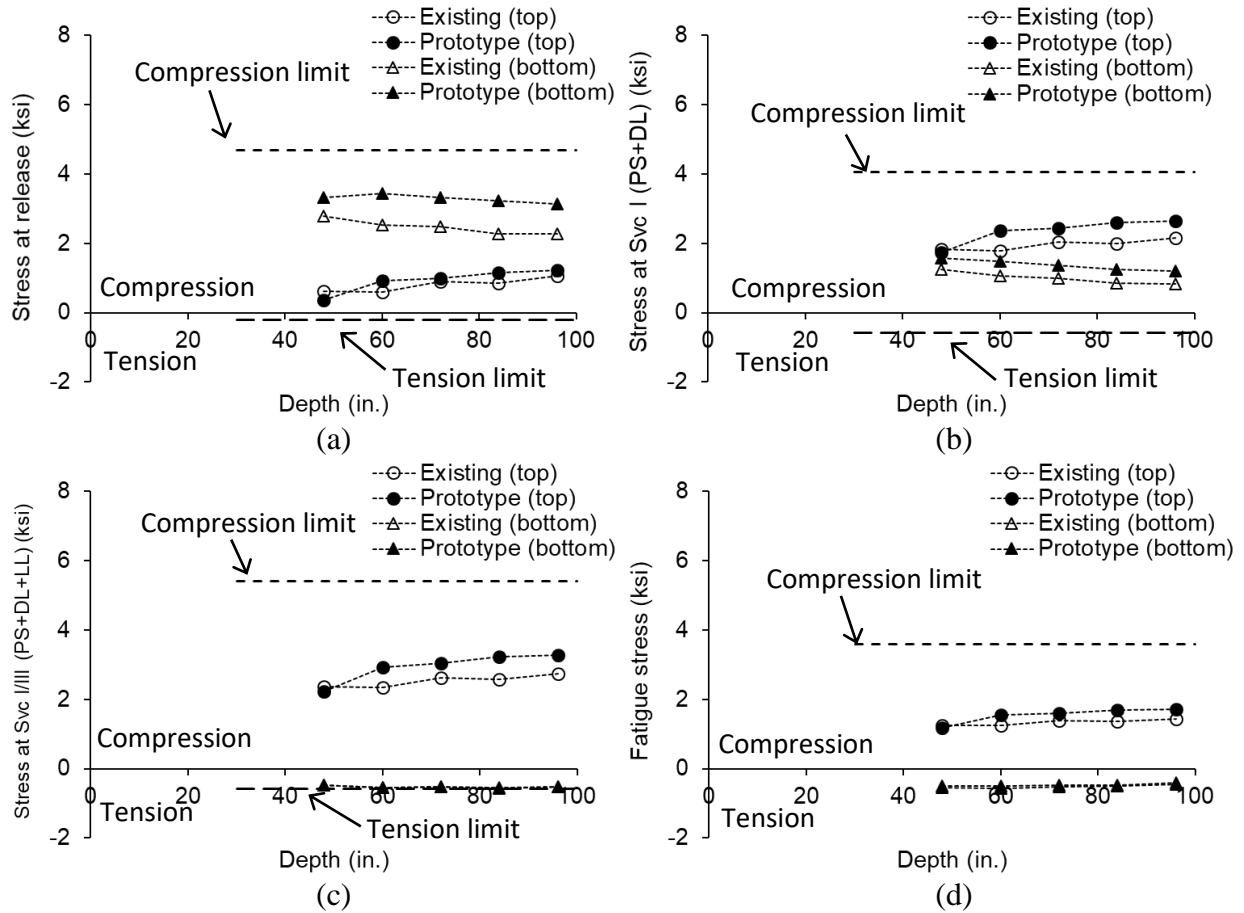 Existing (top)
Prototype (top)
Existing (bottom)
Prototype (bottom)
Compression limit
Stress at release (ksi)
8
6
4
2
0
-2
Compression
Tension
0 20 40 60 80 100
Tension limit
Depth (in.)
(a)
Existing (top)
Prototype (top)
Existing (bottom)
Prototype (bottom)
Compression limit
Stress at Svc I (PS+DL) (ksi)
8
6
4
2
0
-2
Compression
Tension
0 20 40 60 80 100
Tension limit
Depth (in.)
(b)
Existing (top)
Prototype (top)
Existing (bottom)
Prototype (bottom)
Compression limit
Stress at Svc I/III (PS+DL+LL) (ksi)
8
6
4
2
0
-2
Compression
Tension
0 20 40 60 80 100
Tension limit
Depth (in.)
(c)
Existing (top)
Prototype (top)
Existing (bottom)
Prototype (bottom)
Compression limit
Fatigue stress (ksi)
8
6
4
2
0
-2
Compression
Tension
0 20 40 60 80 100
Depth (in.)
(d)